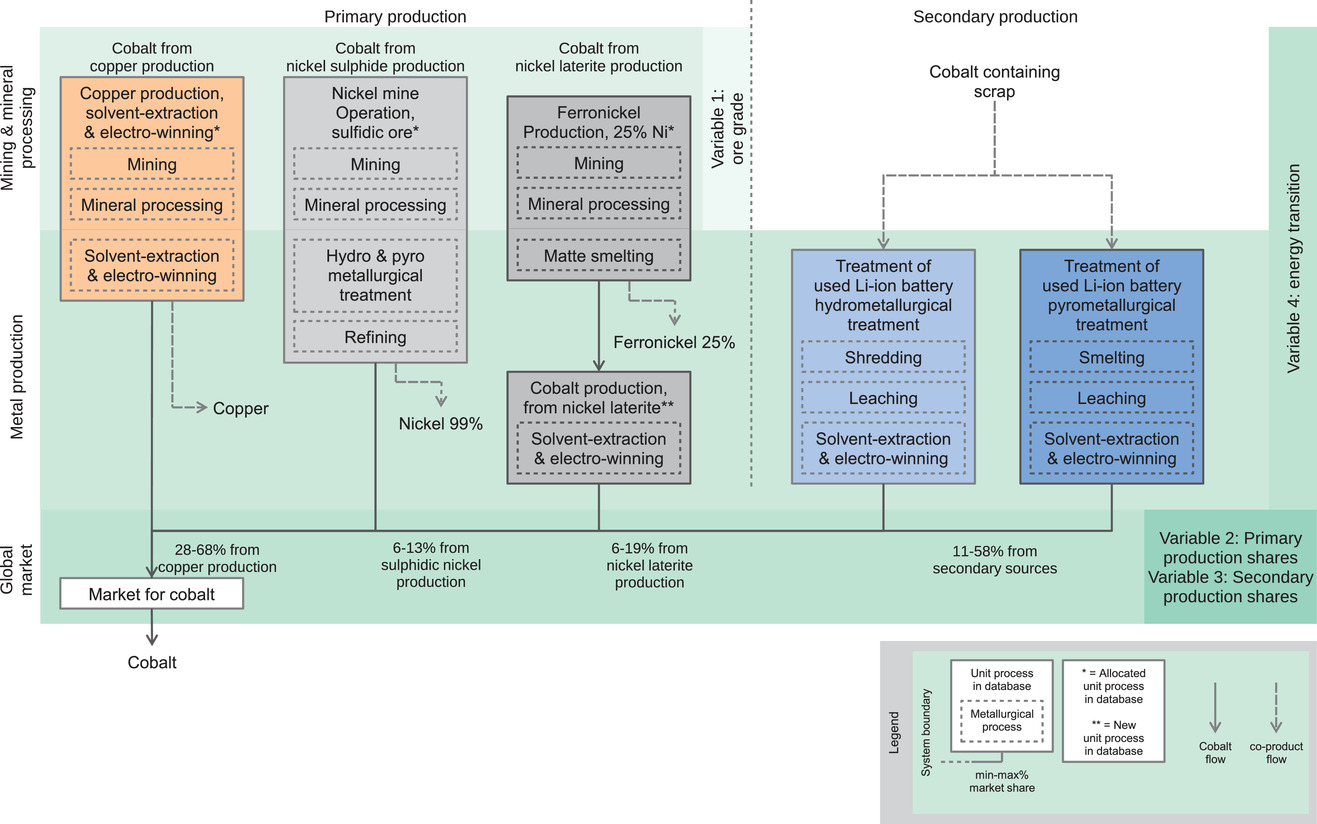 Primary production
Secondary production
Mining & mineral
processing
Metal production
Global
market
Cobalt from
copper production
Copper production,
solvent-extraction
& electro-winning*
Mining
Mineral processing
Solvent-extraction
& electro-winning
Copper
Cobalt from
nickel sulphide production
Nickel mine
Operation,
sulfidic ore*
Mining
Mineral processing
Hydro & pyro
metallurgical
treatment
Refining
Nickel 99%
Cobalt from
nickel laterite production
Ferronickel
Production, 25% Ni*
Mining
Mineral processing
Matte smelting
Ferronickel 25%
Cobalt production,
from nickel laterite**
Solvent-extraction
& electro-winning
Variable 1:
ore grade
Cobalt containing
scrap
Treatment of
used Li-ion battery
hydrometallurgical
treatment
Shredding
Leaching
Solvent-extraction
& electro-winning
Treatment of
used Li-ion battery
pyrometallurgical
treatment
Smelting
Leaching
Solvent-extraction
& electro-winning
Variable 4: energy transition
28-68% from
copper production
6-13% from
sulphidic nickel
production
6-19% from
nickel laterite
production
11-58% from
secondary sources
Variable 2: Primary
production shares
Variable 3: Secondary
production shares
Market for cobalt
Cobalt
Legend
System boundary
Unit process
in database
Metallurgical
process
min-max%
market share
* = Allocated
unit process
in database
** = New
unit process
in database
Cobalt
flow
co-product
flow